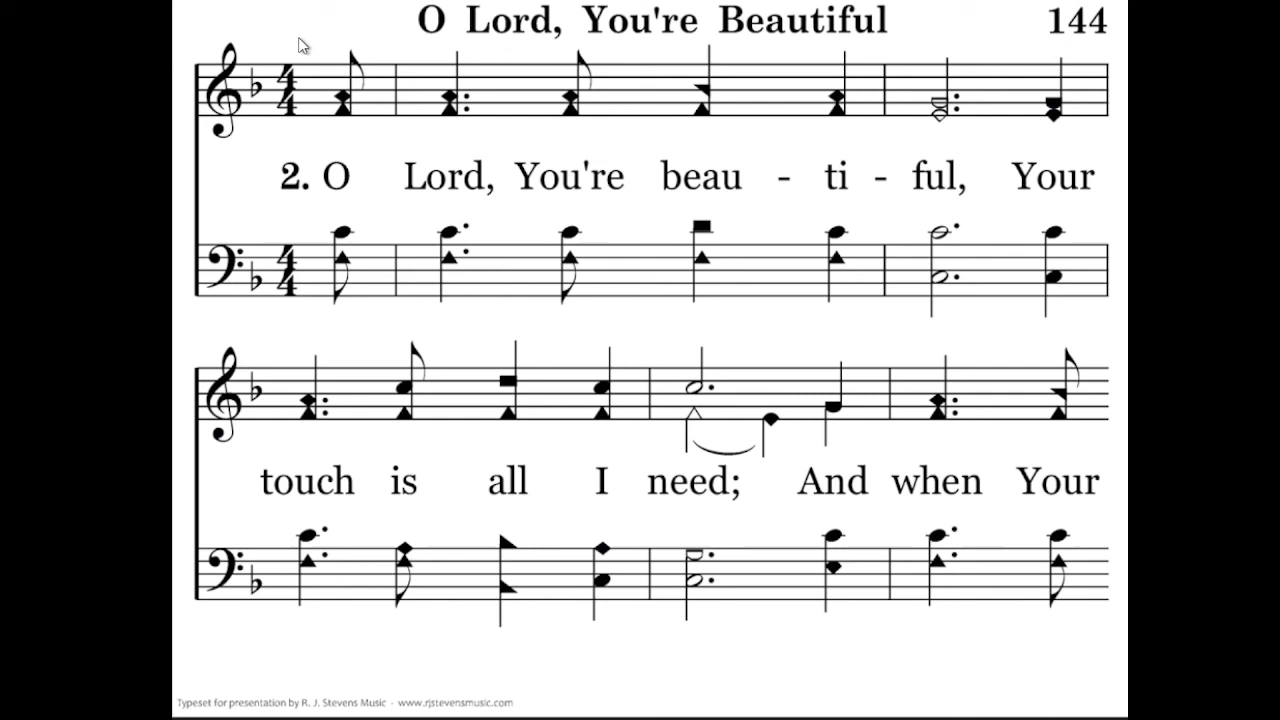 O Lord, You're Beautiful 144
2. O Lord, You're beau - ti - ful, Your
touch is all I need; And when Your
Typeset for presentation by R. J. Stevens Music - www.rjstevensmusic.com